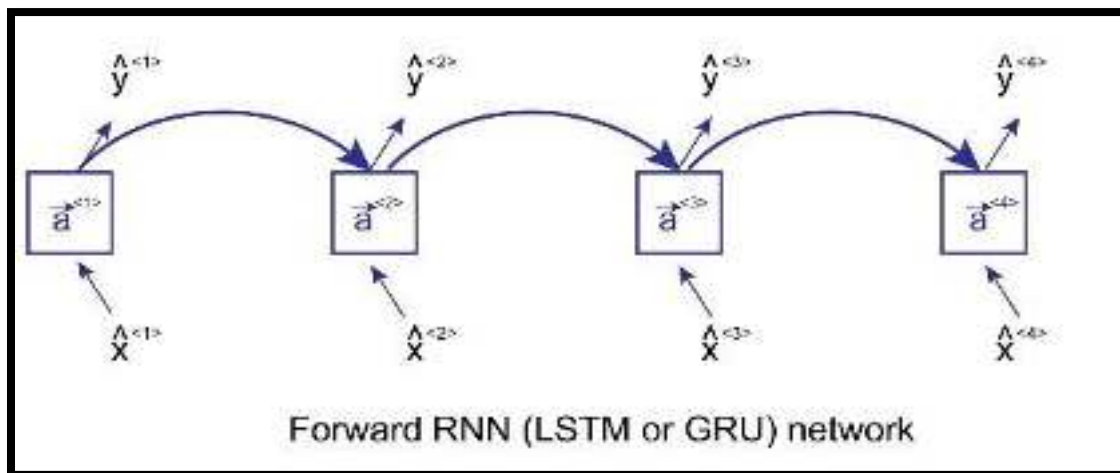 ŷ<1> ŷ<2> ŷ<3> ŷ<4>
a⃗<1> a⃗<2> a⃗<3> a⃗<4>
x̂<1> x̂<2> x̂<3> x̂<4>
Forward RNN (LSTM or GRU) network